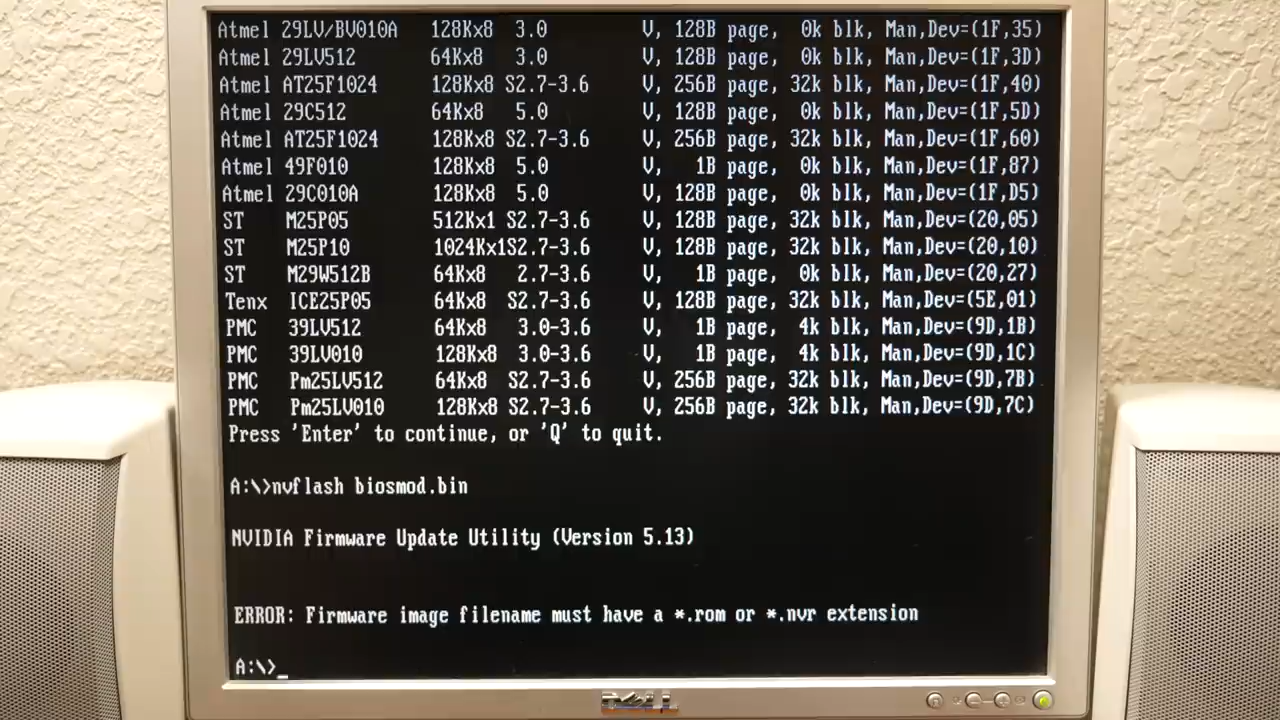 Atmel 29LV/BV010A 128Kx8 3.0 V, 128B page, 0k blk, Man,Dev=(1F,35)
Atmel 29LV512 64Kx8 3.0 V, 128B page, 0k blk, Man,Dev=(1F,3D)
Atmel AT25F1024 128Kx8 S2.7-3.6 V, 256B page, 32k blk, Man,Dev=(1F,40)
Atmel 29C512 64Kx8 5.0 V, 128B page, 0k blk, Man,Dev=(1F,5D)
Atmel AT25F1024 128Kx8 S2.7-3.6 V, 256B page, 32k blk, Man,Dev=(1F,60)
Atmel 49F010 128Kx8 5.0 V, 1B page, 0k blk, Man,Dev=(1F,87)
Atmel 29C010A 128Kx8 5.0 V, 128B page, 0k blk, Man,Dev=(1F,D5)
ST M25P05 512Kx1 S2.7-3.6 V, 128B page, 32k blk, Man,Dev=(20,05)
ST M25P10 1024Kx1S2.7-3.6 V, 128B page, 32k blk, Man,Dev=(20,10)
ST M29W512B 64Kx8 2.7-3.6 V, 1B page, 0k blk, Man,Dev=(20,27)
Tenx ICE25P05 64Kx8 S2.7-3.6 V, 128B page, 32k blk, Man,Dev=(5E,01)
PMC 39LV512 64Kx8 3.0-3.6 V, 1B page, 4k blk, Man,Dev=(9D,1B)
PMC 39LV010 128Kx8 3.0-3.6 V, 1B page, 4k blk, Man,Dev=(9D,1C)
PMC Pm25LV512 64Kx8 S2.7-3.6 V, 256B page, 32k blk, Man,Dev=(9D,7B)
PMC Pm25LV010 128Kx8 S2.7-3.6 V, 256B page, 32k blk, Man,Dev=(9D,7C)
Press 'Enter' to continue, or 'Q' to quit.
A:\>nvflash biosmod.bin
NVIDIA Firmware Update Utility (Version 5.13)
ERROR: Firmware image filename must have a *.rom or *.nvr extension
A:\>_
DELL